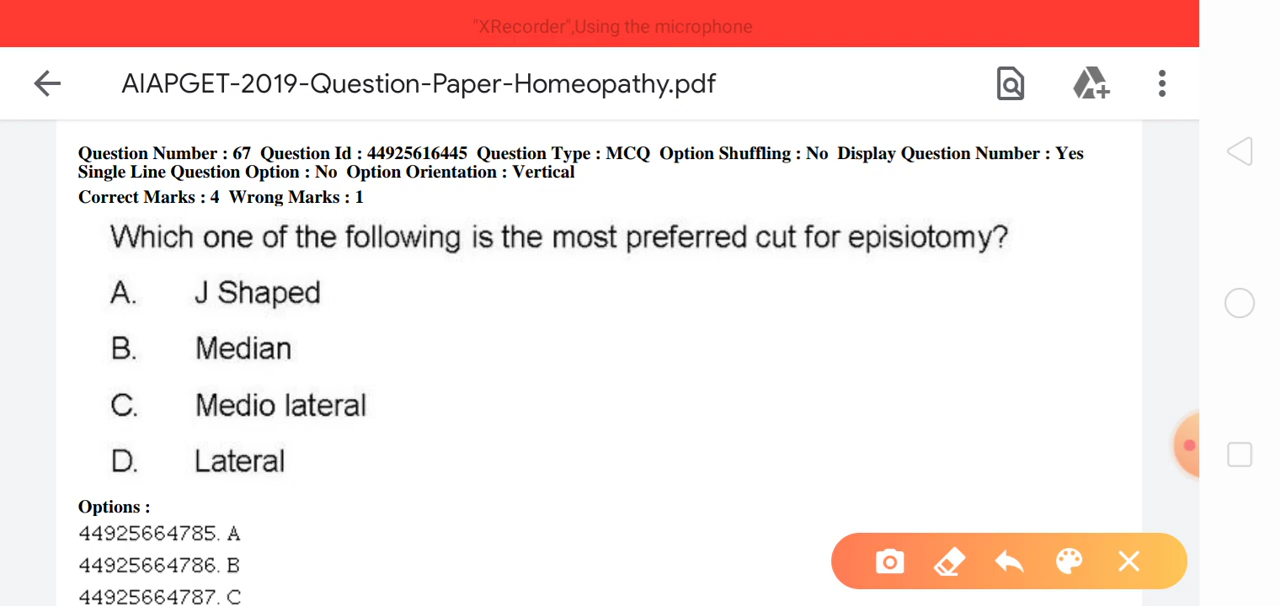 "XRecorder",Using the microphone
AIAPGET-2019-Question-Paper-Homeopathy.pdf
Question Number : 67 Question Id : 44925616445 Question Type : MCQ Option Shuffling : No Display Question Number : Yes
Single Line Question Option : No Option Orientation : Vertical
Correct Marks : 4 Wrong Marks : 1
Which one of the following is the most preferred cut for episiotomy?
A. J Shaped
B. Median
C. Medio lateral
D. Lateral
Options :
44925664785. A
44925664786. B
44925664787. C